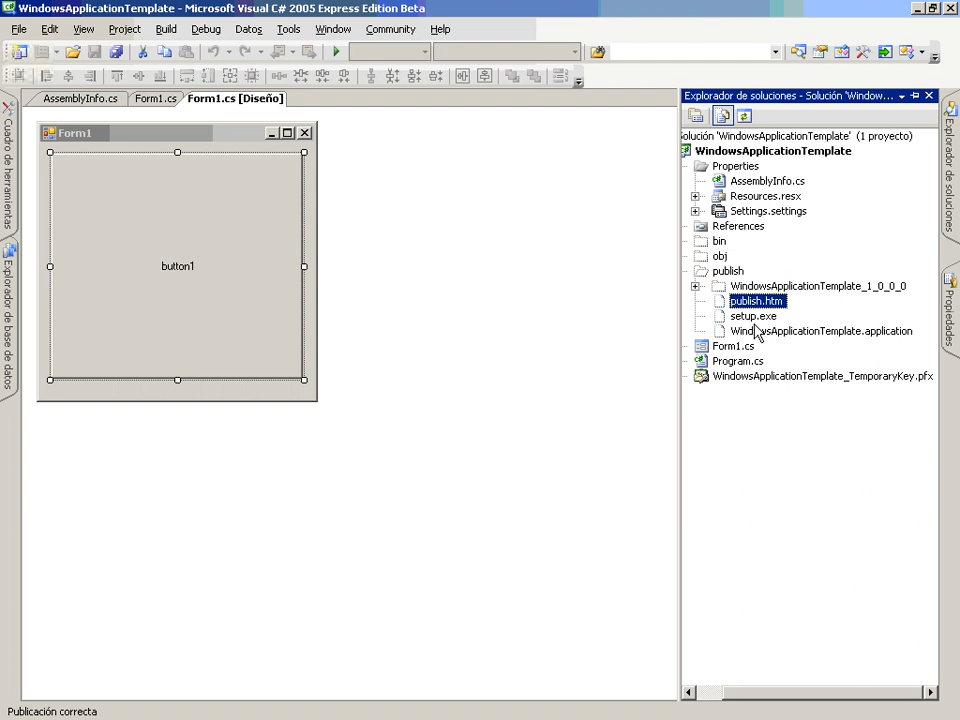 WindowsApplicationTemplate - Microsoft Visual C# 2005 Express Edition Beta
File Edit View Project Build Debug Datos Tools Window Community Help
AssemblyInfo.cs Form1.cs Form1.cs [Diseño]
Form1
button1
Cuadro de herramientas
Explorador de base de datos
Explorador de soluciones - Solución 'Window...
olución 'WindowsApplicationTemplate' (1 proyecto)
WindowsApplicationTemplate
Properties
AssemblyInfo.cs
Resources.resx
Settings.settings
References
bin
obj
publish
WindowsApplicationTemplate_1_0_0_0
publish.htm
setup.exe
WindowsApplicationTemplate.application
Form1.cs
Program.cs
WindowsApplicationTemplate_TemporaryKey.pfx
Explorador de soluciones
Propiedades
Publicación correcta